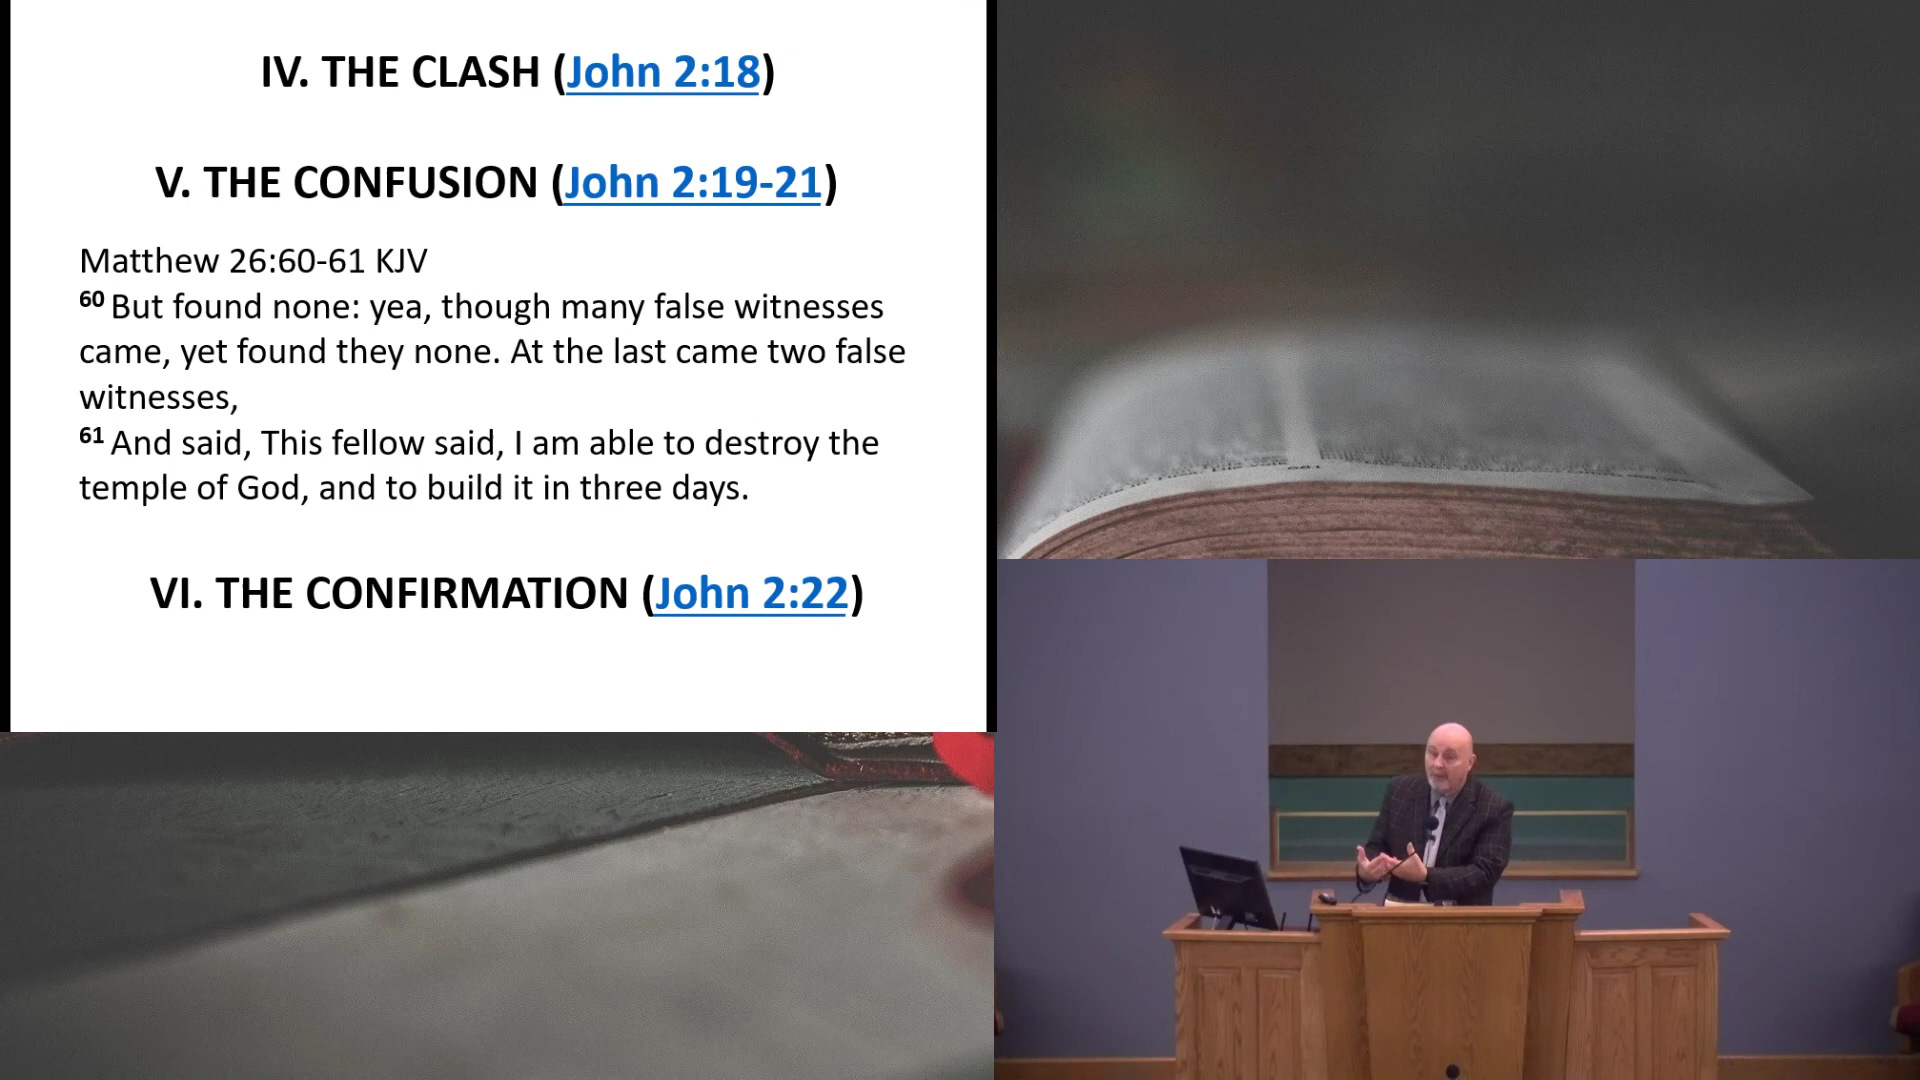 IV. THE CLASH (John 2:18)
V. THE CONFUSION (John 2:19-21)
Matthew 26:60-61 KJV
60 But found none: yea, though many false witnesses
came, yet found they none. At the last came two false
witnesses,
61 And said, This fellow said, I am able to destroy the
temple of God, and to build it in three days.
VI. THE CONFIRMATION (John 2:22)